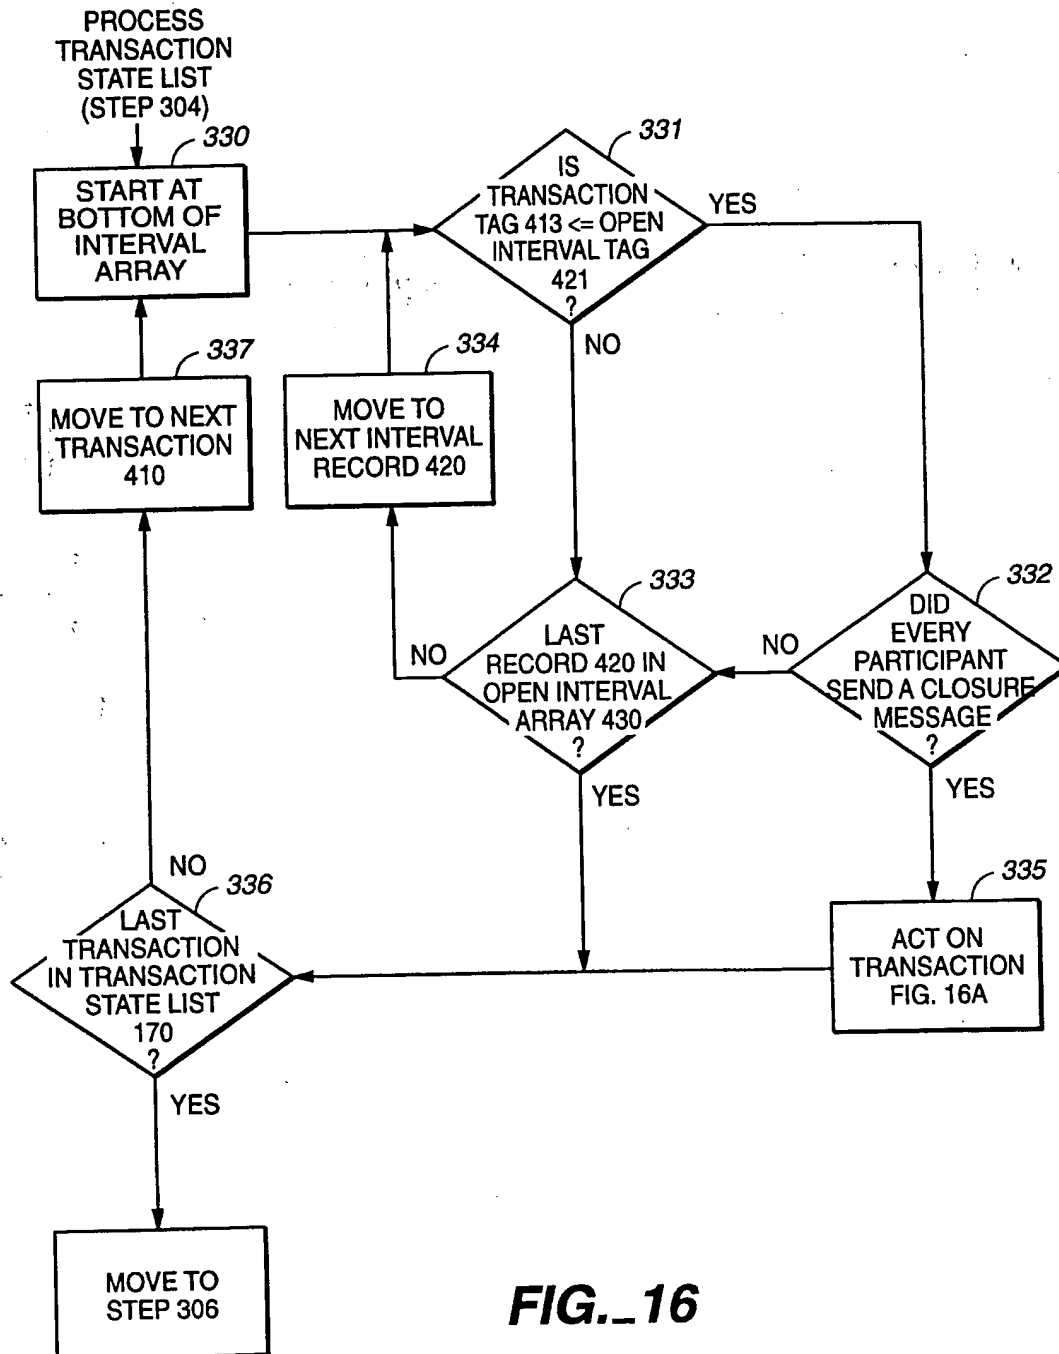 PROCESS
TRANSACTION
STATE LIST
(STEP 304)
330
START AT
BOTTOM OF
INTERVAL
ARRAY
331
IS
TRANSACTION
TAG 413 <= OPEN
INTERVAL TAG
421
?
YES
NO
337
MOVE TO NEXT
TRANSACTION
410
334
MOVE TO
NEXT INTERVAL
RECORD 420
333
LAST
RECORD 420 IN
OPEN INTERVAL
ARRAY 430
?
NO
YES
332
DID
EVERY
PARTICIPANT
SEND A CLOSURE
MESSAGE
?
NO
YES
335
ACT ON
TRANSACTION
FIG. 16A
336
LAST
TRANSACTION
IN TRANSACTION
STATE LIST
170
?
NO
YES
MOVE TO
STEP 306
FIG._16